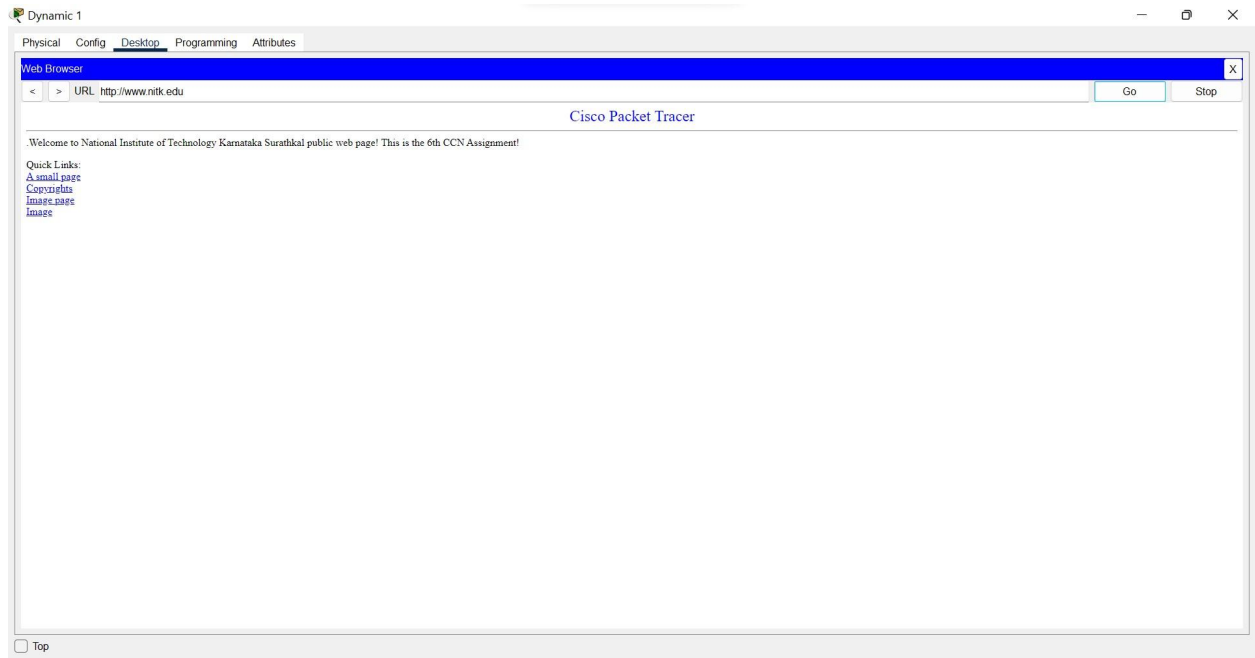 Dynamic 1
Physical Config Desktop Programming Attributes
Web Browser X
< > URL http://www.nitk.edu Go Stop
Cisco Packet Tracer
.Welcome to National Institute of Technology Karnataka Surathkal public web page! This is the 6th CCN Assignment!
Quick Links:
A small page
Copyrights
Image page
Image
Top